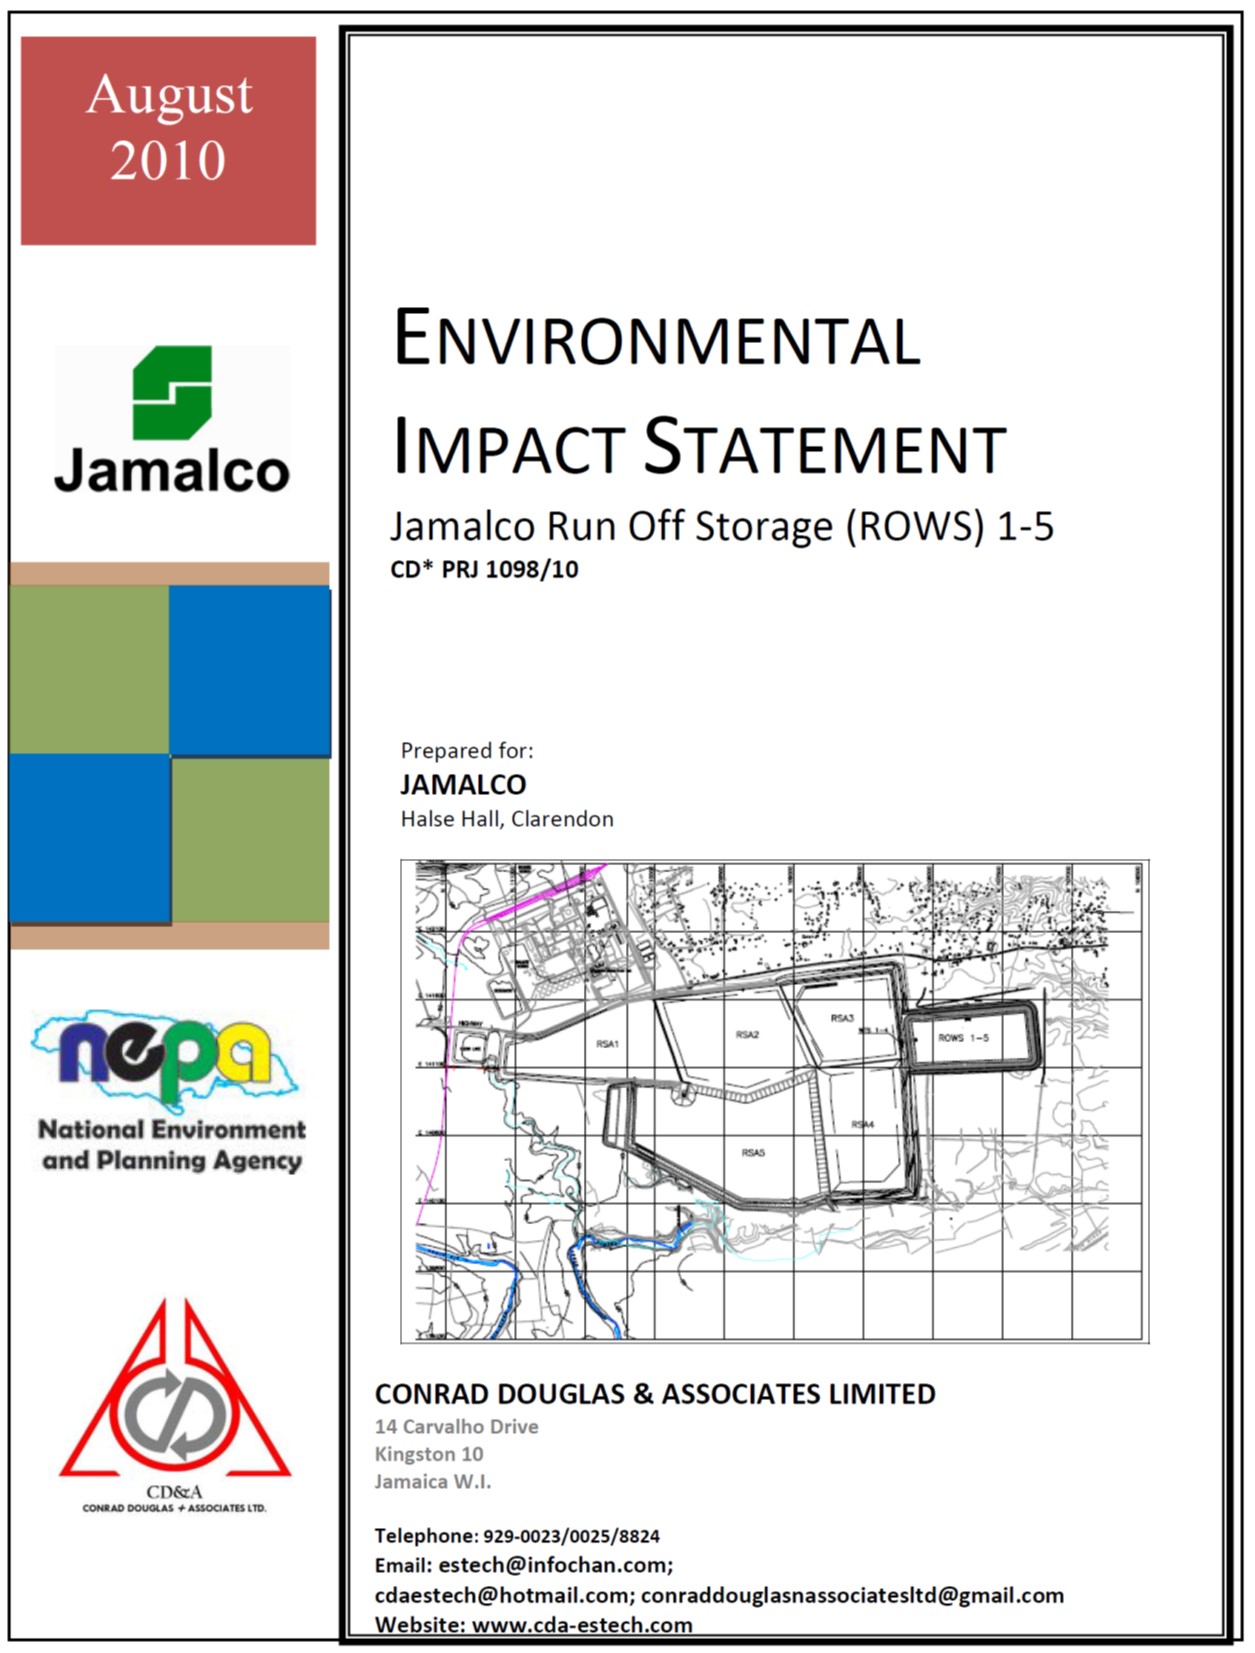 August
2010
Jamalco
nepa
National Environment
and Planning Agency
CD&A
CONRAD DOUGLAS + ASSOCIATES LTD.
ENVIRONMENTAL
IMPACT STATEMENT
Jamalco Run Off Storage (ROWS) 1-5
CD* PRJ 1098/10
Prepared for:
JAMALCO
Halse Hall, Clarendon
RSA1
RSA2
RSA3
ROWS 1-5
RSA4
RSA5
CONRAD DOUGLAS & ASSOCIATES LIMITED
14 Carvalho Drive
Kingston 10
Jamaica W.I.
Telephone: 929-0023/0025/8824
Email: estech@infochan.com;
cdaestech@hotmail.com; conraddouglasnassociatesltd@gmail.com
Website: www.cda-estech.com